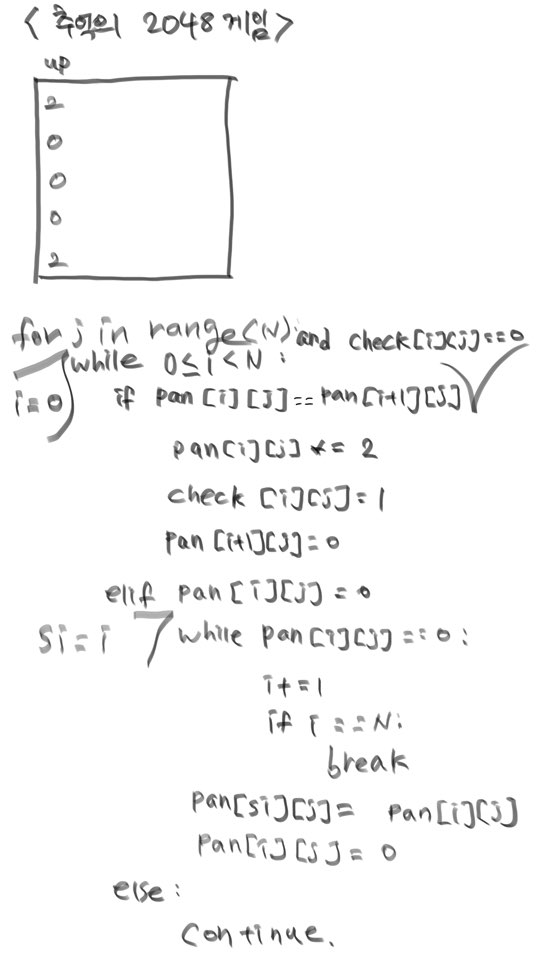 < 추억의 2048 게임>
up
2
0
0
0
2
for j in range(N): and check[i][j]==0
while 0≤i<N:
i=0 if pan[i][j]==pan[i+1][j]
pan[i][j]*=2
check[i][j]=1
pan[i+1][j]=0
elif pan[i][j]=0
si=i while pan[i][j]==0:
i+=1
if i==N:
break
pan[si][j]= pan[i][j]
pan[i][j]=0
else:
continue.